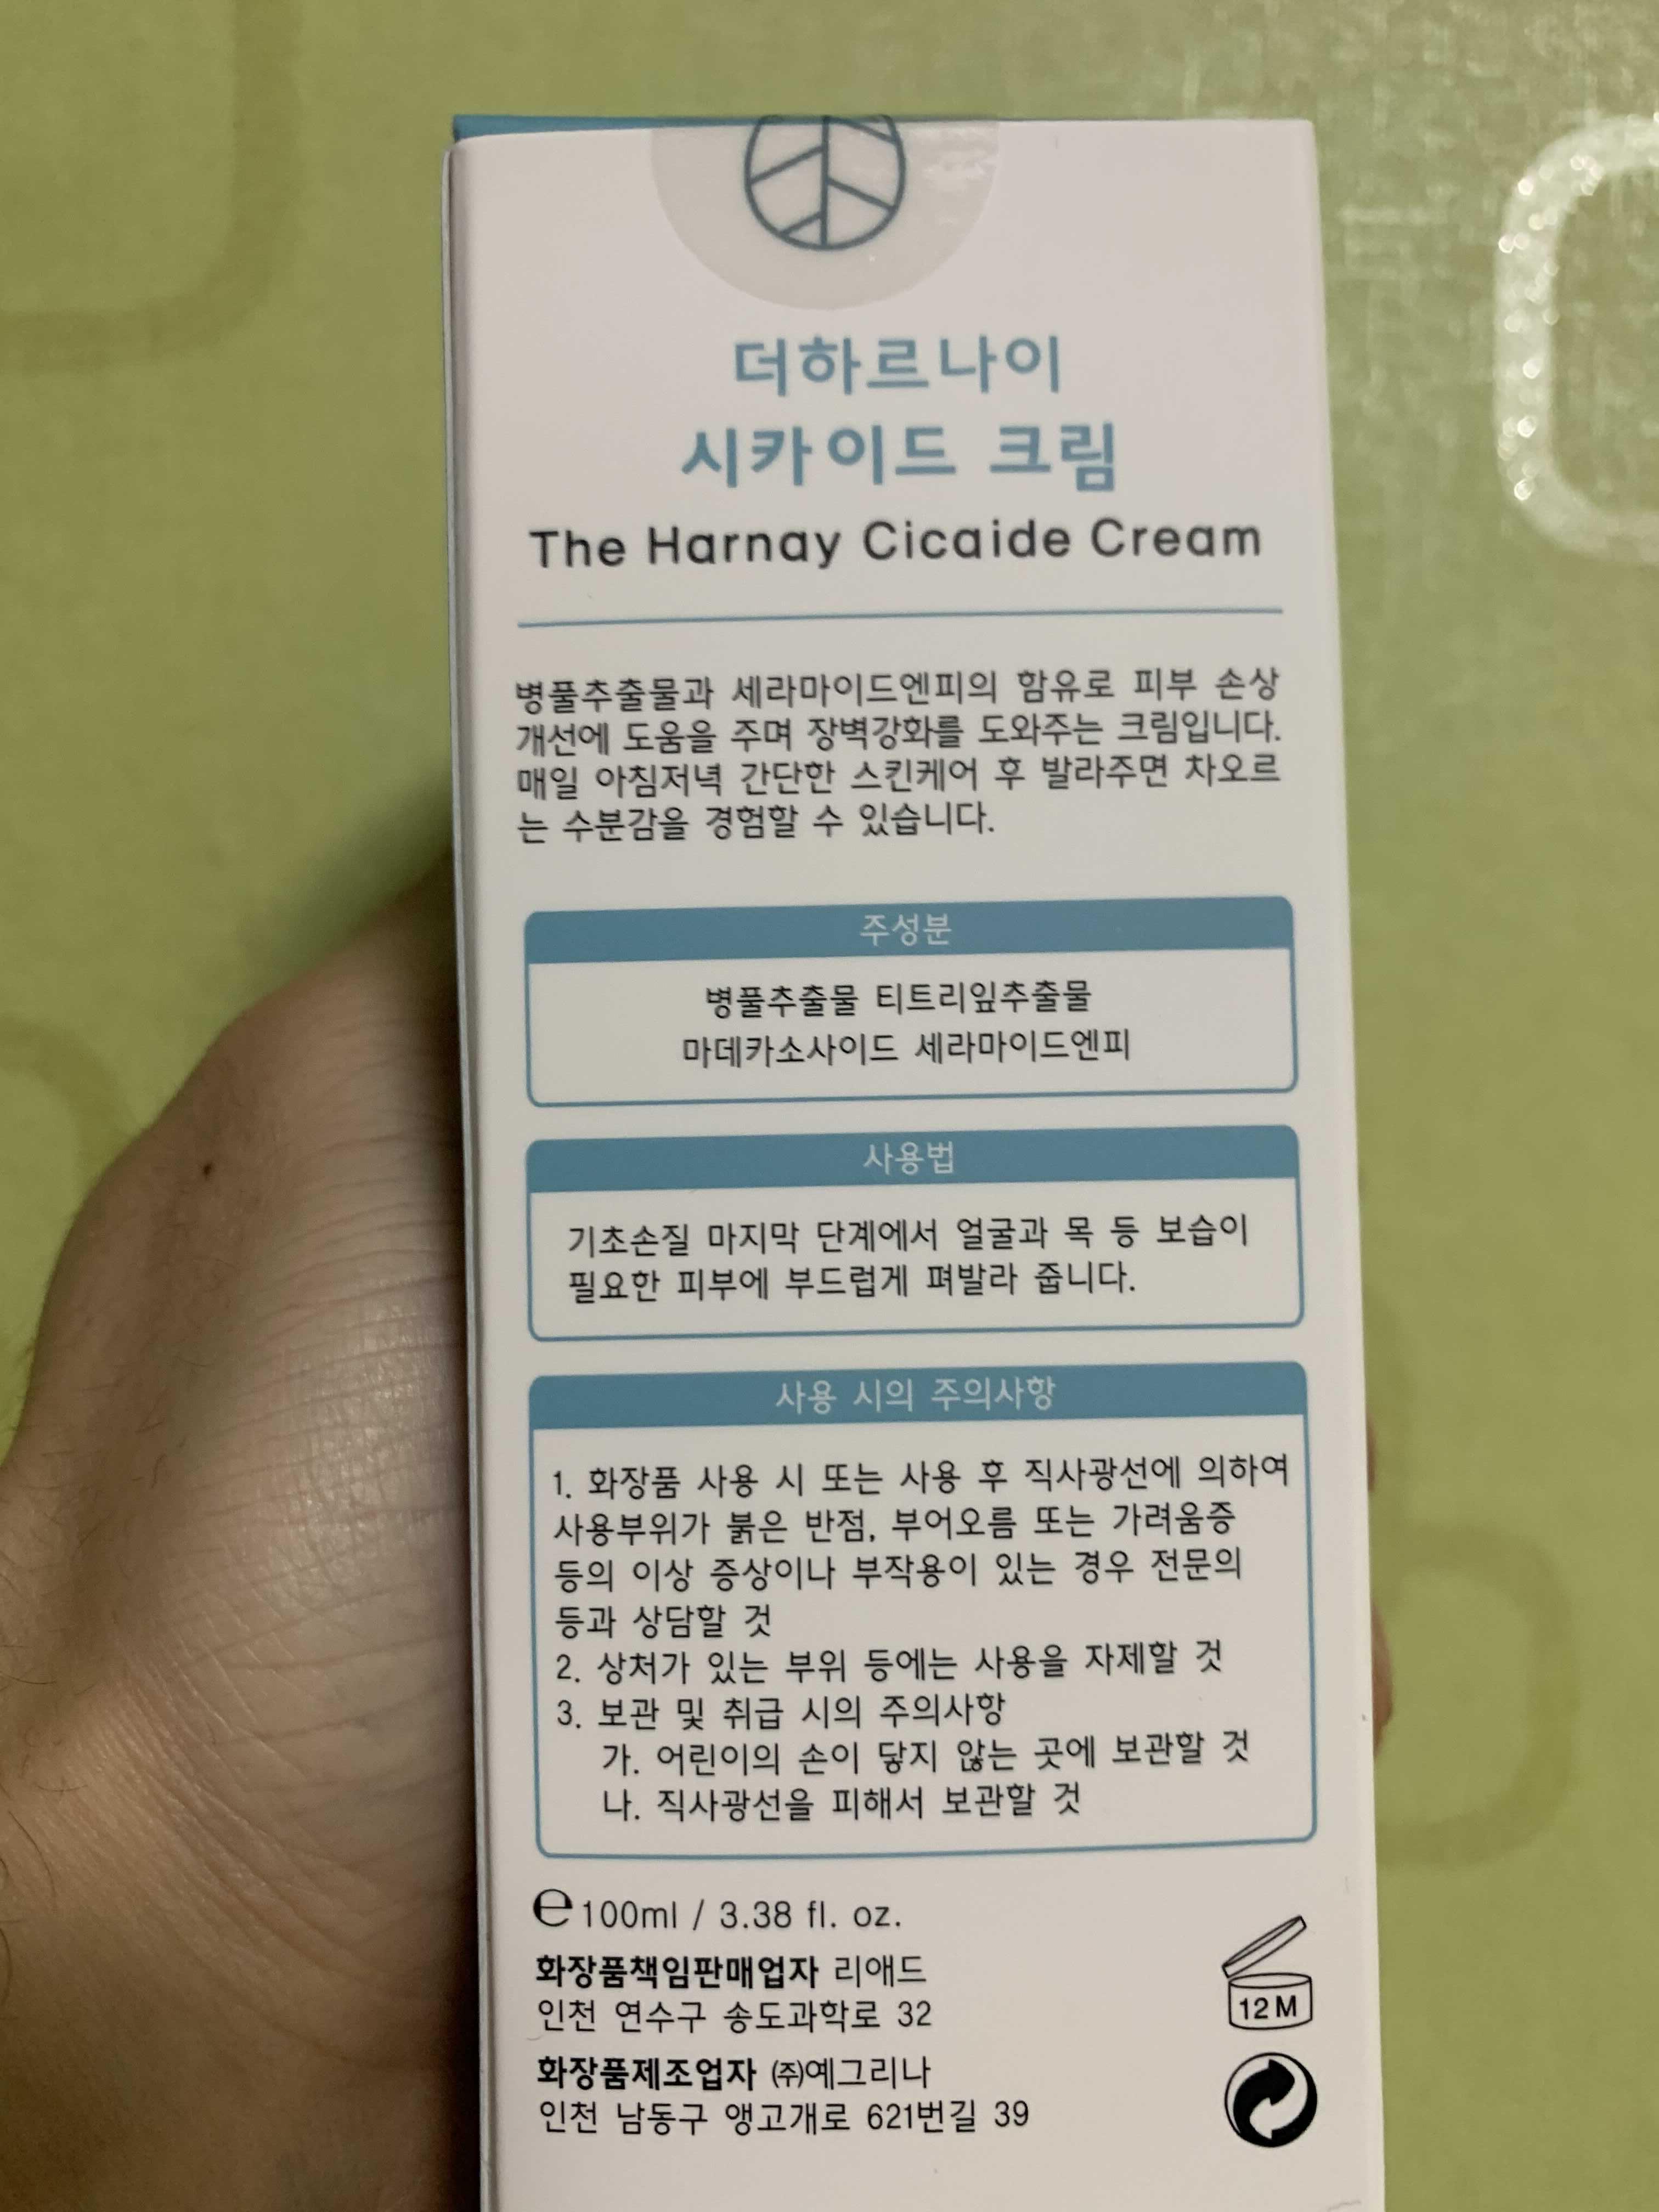 더하르나이
시카이드 크림
The Harnay Cicaide Cream
병풀추출물과 세라마이드엔피의 함유로 피부 손상
개선에 도움을 주며 장벽강화를 도와주는 크림입니다.
매일 아침저녁 간단한 스킨케어 후 발라주면 차오르
는 수분감을 경험할 수 있습니다.
주성분
병풀추출물 티트리잎추출물
마데카소사이드 세라마이드엔피
사용법
기초손질 마지막 단계에서 얼굴과 목 등 보습이
필요한 피부에 부드럽게 펴발라 줍니다.
사용 시의 주의사항
1. 화장품 사용 시 또는 사용 후 직사광선에 의하여
사용부위가 붉은 반점, 부어오름 또는 가려움증
등의 이상 증상이나 부작용이 있는 경우 전문의
등과 상담할 것
2. 상처가 있는 부위 등에는 사용을 자제할 것
3. 보관 및 취급 시의 주의사항
가. 어린이의 손이 닿지 않는 곳에 보관할 것
나. 직사광선을 피해서 보관할 것
℮ 100ml / 3.38 fl. oz.
화장품책임판매업자 리애드
인천 연수구 송도과학로 32
12M
화장품제조업자 ㈜예그리나
인천 남동구 앵고개로 621번길 39